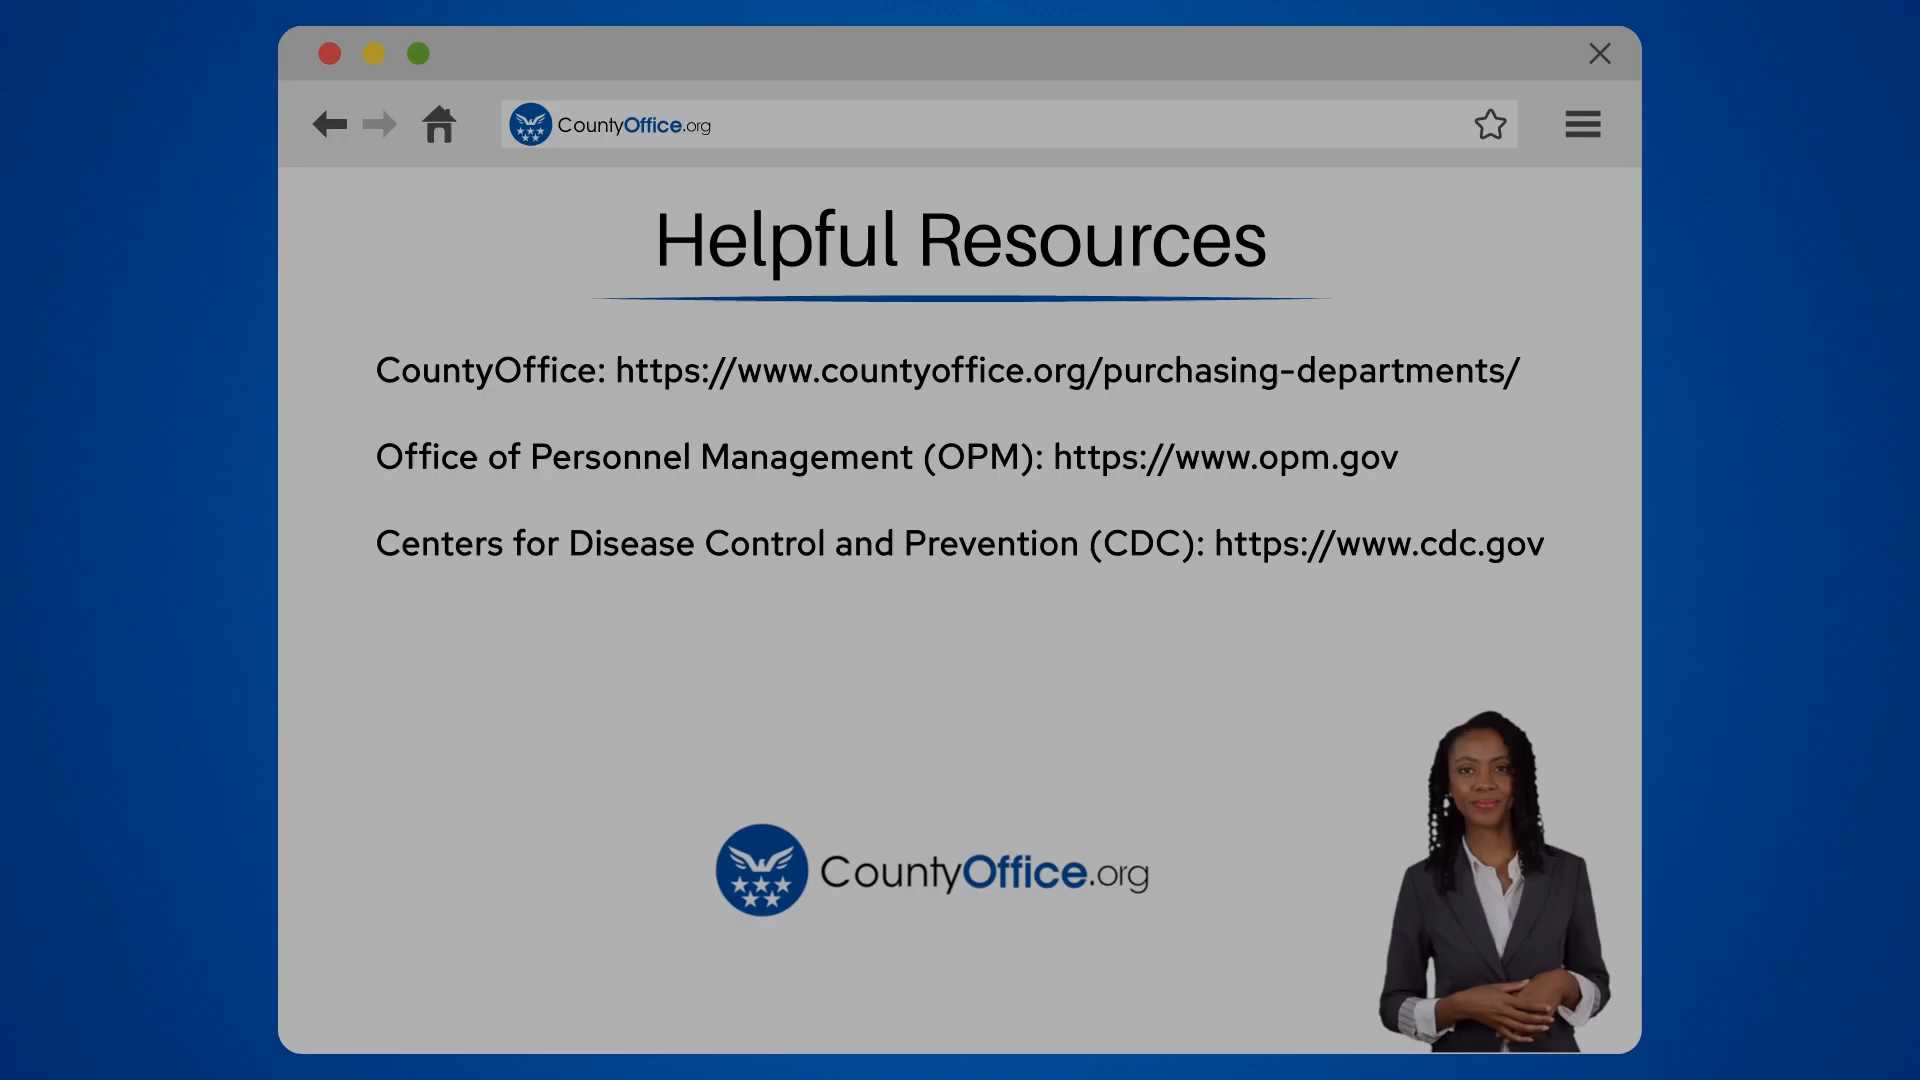 CountyOffice.org
Helpful Resources
CountyOffice: https://www.countyoffice.org/purchasing-departments/
Office of Personnel Management (OPM): https://www.opm.gov
Centers for Disease Control and Prevention (CDC): https://www.cdc.gov
CountyOffice.org